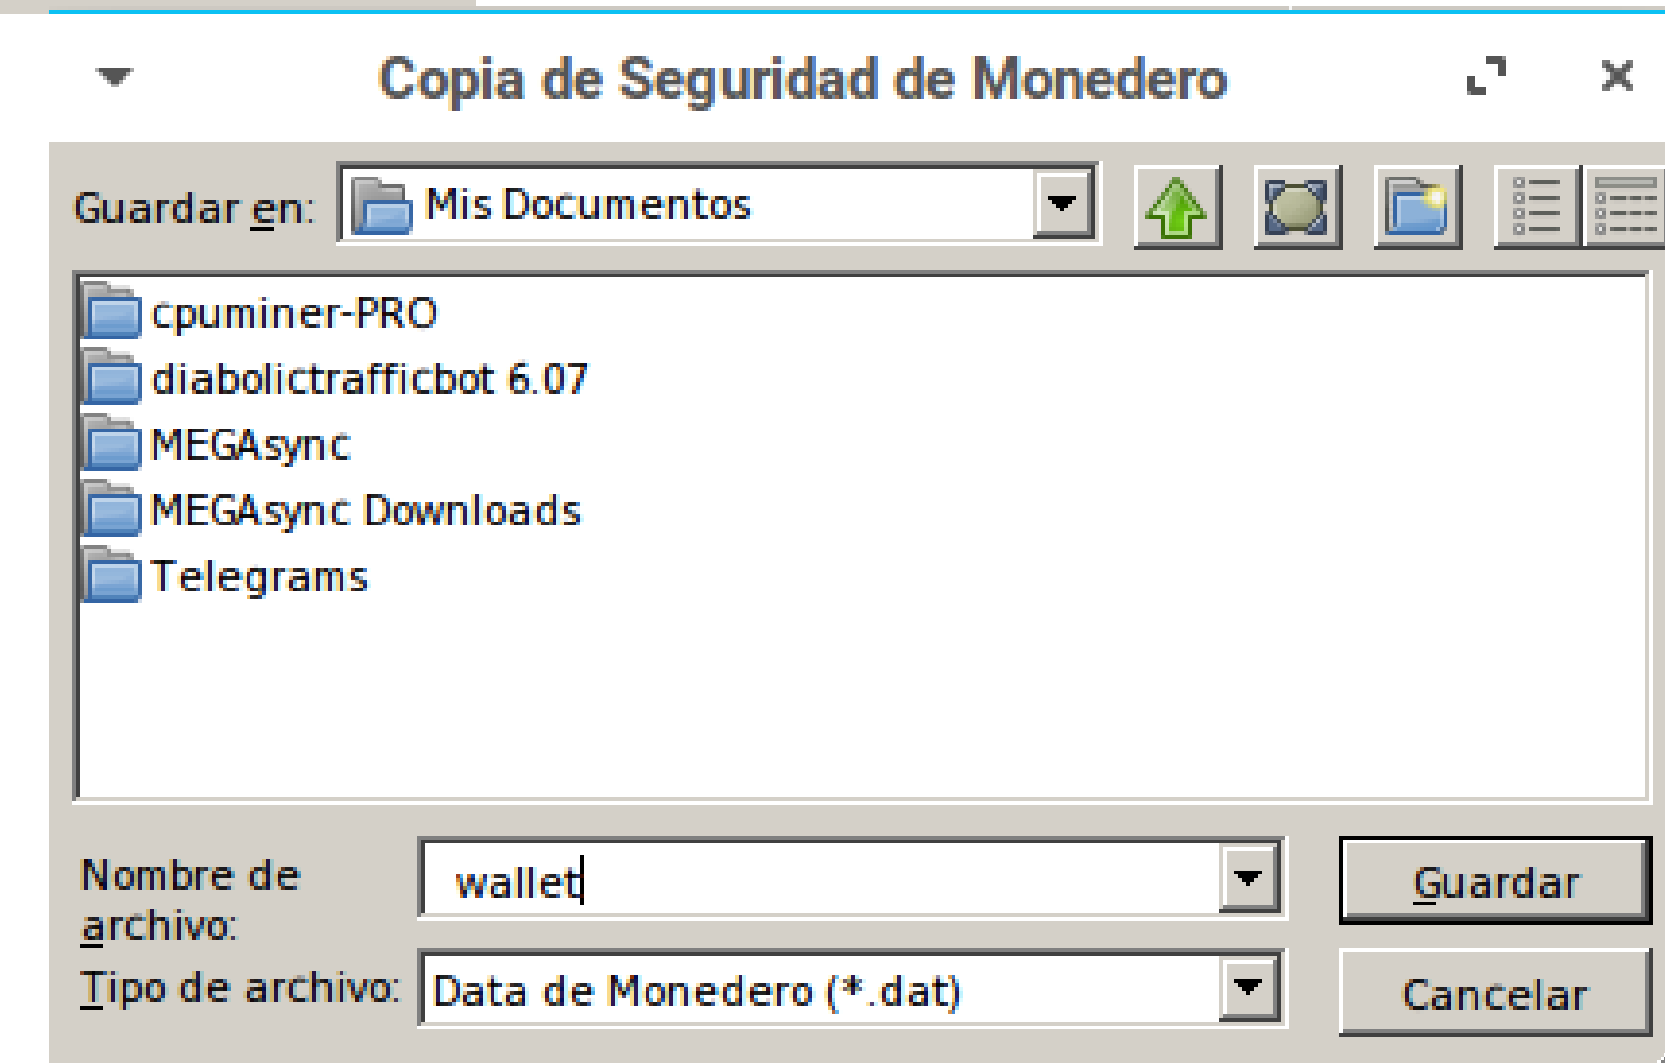 Copia de Seguridad de Monedero
Guardar en: Mis Documentos
cpuminer-PRO
diabolictrafficbot 6.07
MEGAsync
MEGAsync Downloads
Telegrams
Nombre de archivo: wallet Guardar
Tipo de archivo: Data de Monedero (*.dat) Cancelar